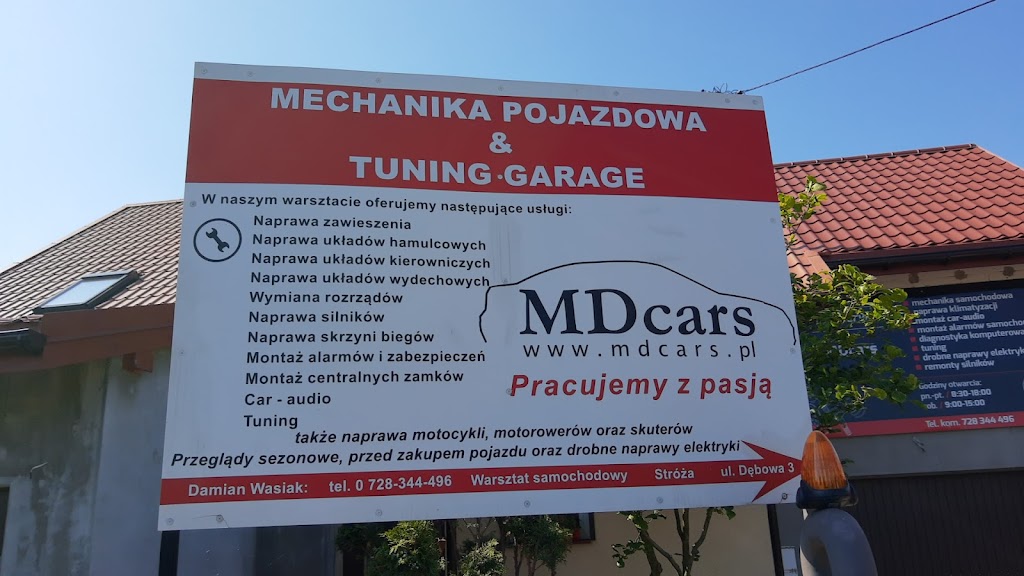 MECHANIKA POJAZDOWA
&
TUNING - GARAGE
W naszym warsztacie oferujemy następujące usługi:
Naprawa zawieszenia
Naprawa układów hamulcowych
Naprawa układów kierowniczych
Naprawa układów wydechowych
Wymiana rozrządów
Naprawa silników
Naprawa skrzyni biegów
Montaż alarmów i zabezpieczeń
Montaż centralnych zamków
Car - audio
Tuning
MDcars
www.mdcars.pl
Pracujemy z pasją
także naprawa motocykli, motorowerów oraz skuterów
Przeglądy sezonowe, przed zakupem pojazdu oraz drobne naprawy elektryki
Damian Wasiak: tel. 0 728-344-496 Warsztat samochodowy Stróża ul. Dębowa 3
mechanika samochodowa
naprawa klimatyzacji
montaż car-audio
montaż alarmów
diagnostyka
tuning
drobne naprawy
remonty silników
Godziny otwarcia:
pn.-pt. / 8:30-18:00
sob. / 9:00-15:00
Tel. kom. 728 344 496